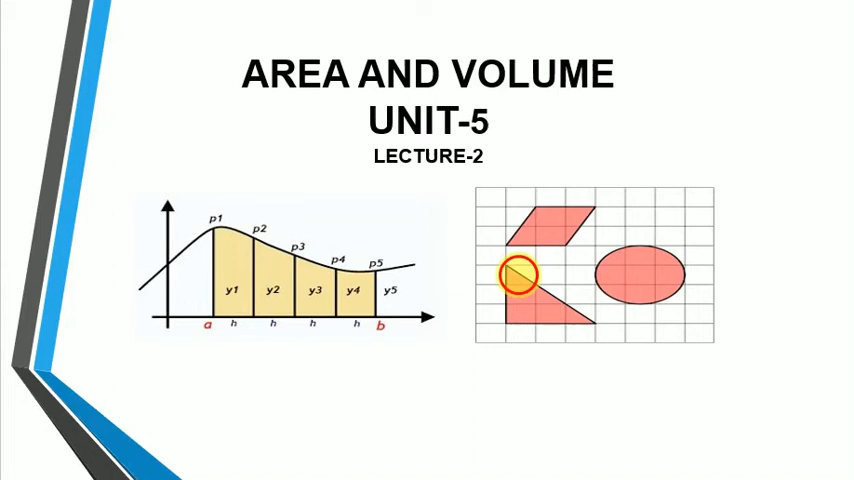 AREA AND VOLUME
UNIT-5
LECTURE-2
p1
p2
p3
p4
p5
y1 y2 y3 y4 y5
a h h h h b